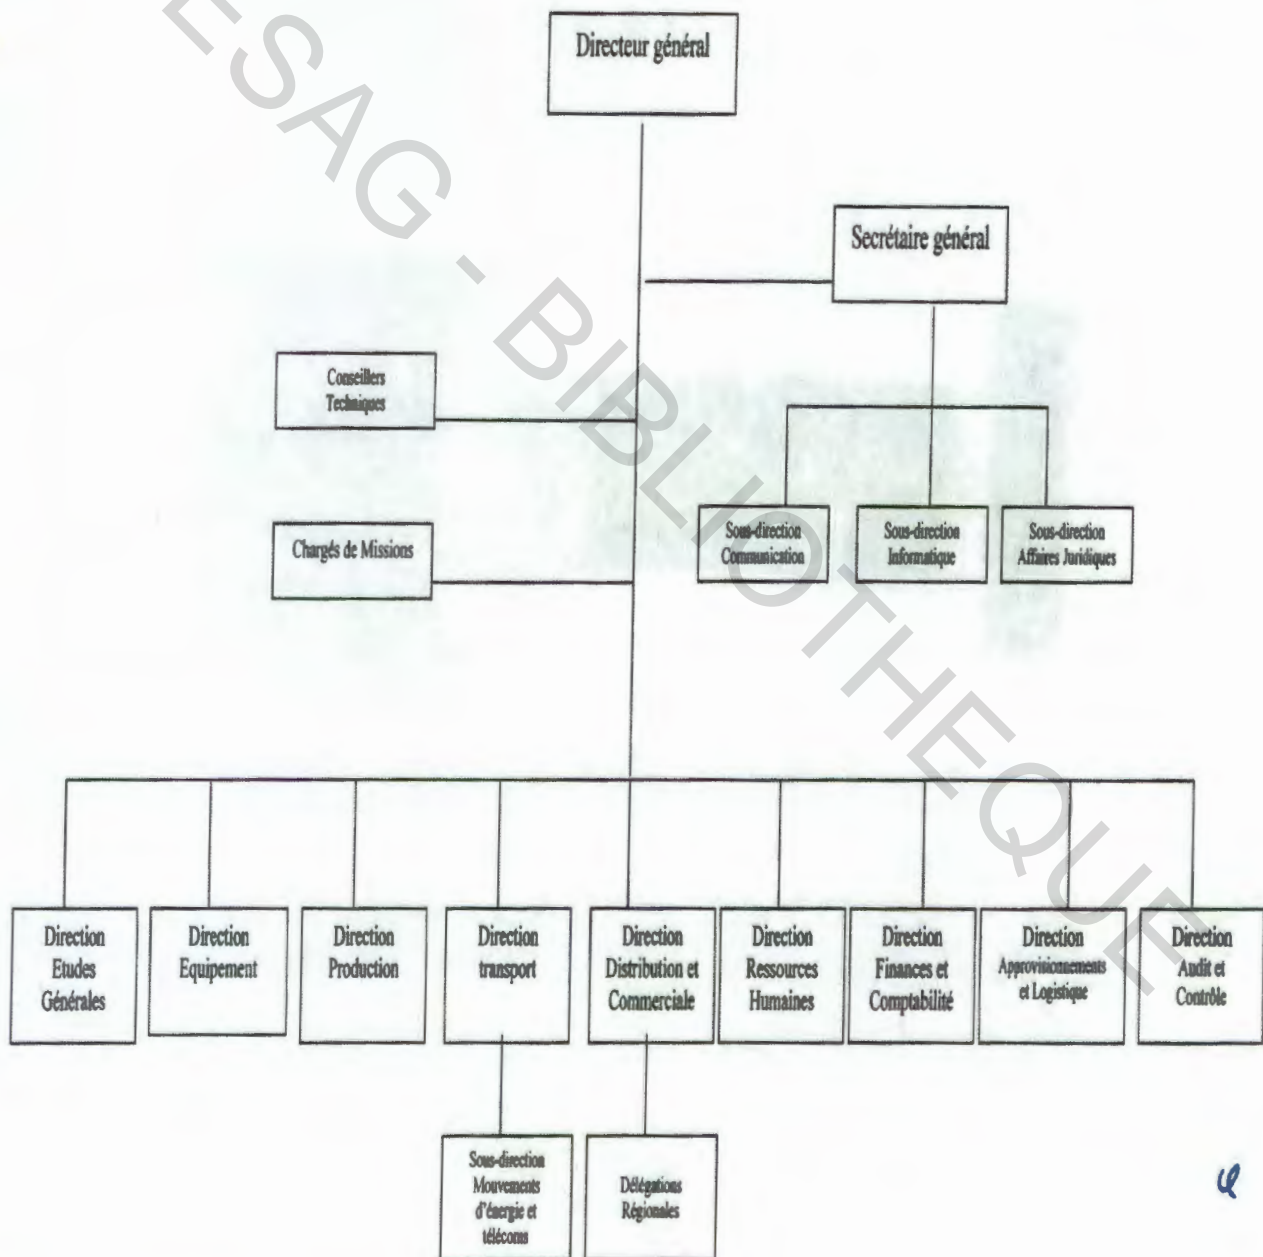 CESAG - BIBLIOTHEQUE
Directeur général
Secrétaire général
Conseillers
Techniques
Chargés de Missions
Sous-direction
Communication
Sous-direction
Informatique
Sous-direction
Affaires Juridiques
Direction
Etudes
Générales
Direction
Equipement
Direction
Production
Direction
transport
Direction
Distribution et
Commerciale
Direction
Ressources
Humaines
Direction
Finances et
Comptabilité
Direction
Approvisionnements
et Logistique
Direction
Audit et
Contrôle
Sous-direction
Mouvements
d'énergie et
télécoms
Délégations
Régionales